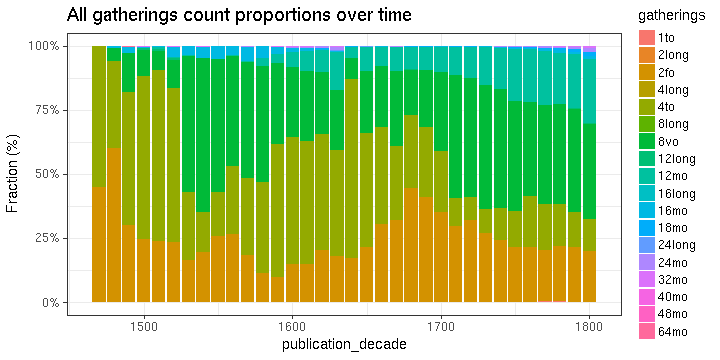 All gatherings count proportions over time
gatherings
1to
2long
2fo
4long
4to
8long
8vo
12long
12mo
16long
16mo
18mo
24long
24mo
32mo
40mo
48mo
64mo
Fraction (%)
100%
75%
50%
25%
0%
1500
1600
1700
1800
publication_decade